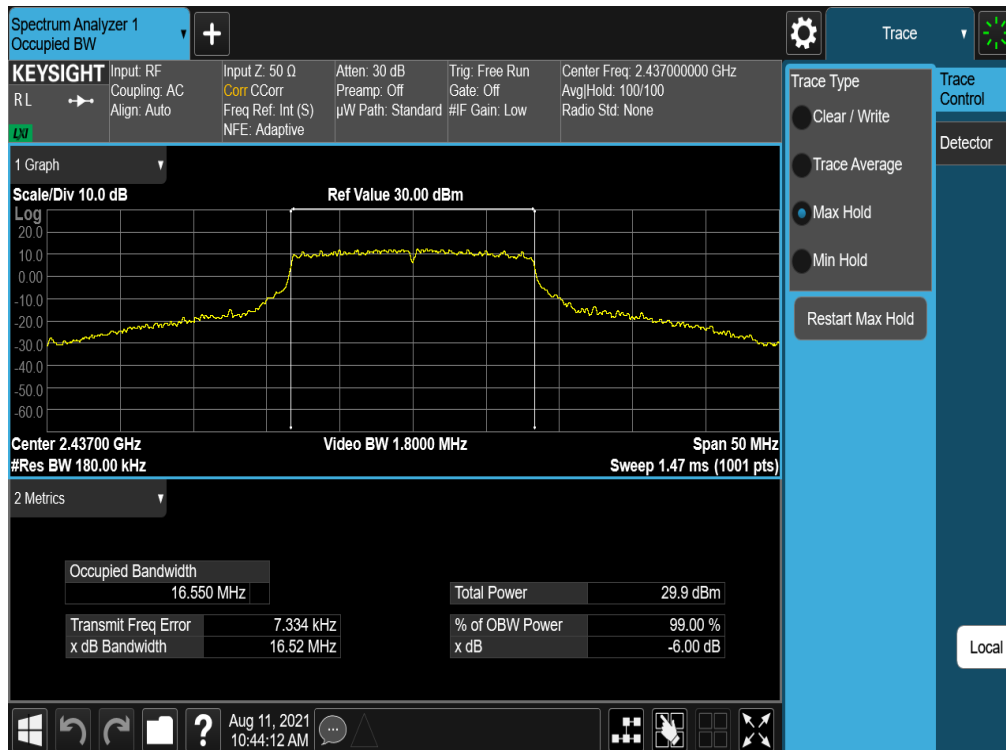 Spectrum Analyzer 1
Occupied BW
+
Trace
KEYSIGHT
R L
LXI
Input: RF
Coupling: AC
Align: Auto
Input Z: 50 Ω
Corr CCorr
Freq Ref: Int (S)
NFE: Adaptive
Atten: 30 dB
Preamp: Off
µW Path: Standard
Trig: Free Run
Gate: Off
#IF Gain: Low
Center Freq: 2.437000000 GHz
Avg|Hold: 100/100
Radio Std: None
Trace Type
Clear / Write
Trace Average
Max Hold
Min Hold
Restart Max Hold
Trace
Control
Detector
1 Graph
Scale/Div 10.0 dB
Ref Value 30.00 dBm
Log
20.0
10.0
0.00
-10.0
-20.0
-30.0
-40.0
-50.0
-60.0
Center 2.43700 GHz
Video BW 1.8000 MHz
Span 50 MHz
#Res BW 180.00 kHz
Sweep 1.47 ms (1001 pts)
2 Metrics
Occupied Bandwidth
16.550 MHz
Total Power 29.9 dBm
Transmit Freq Error 7.334 kHz
% of OBW Power 99.00 %
x dB Bandwidth 16.52 MHz
x dB -6.00 dB
Local
?
Aug 11, 2021
10:44:12 AM